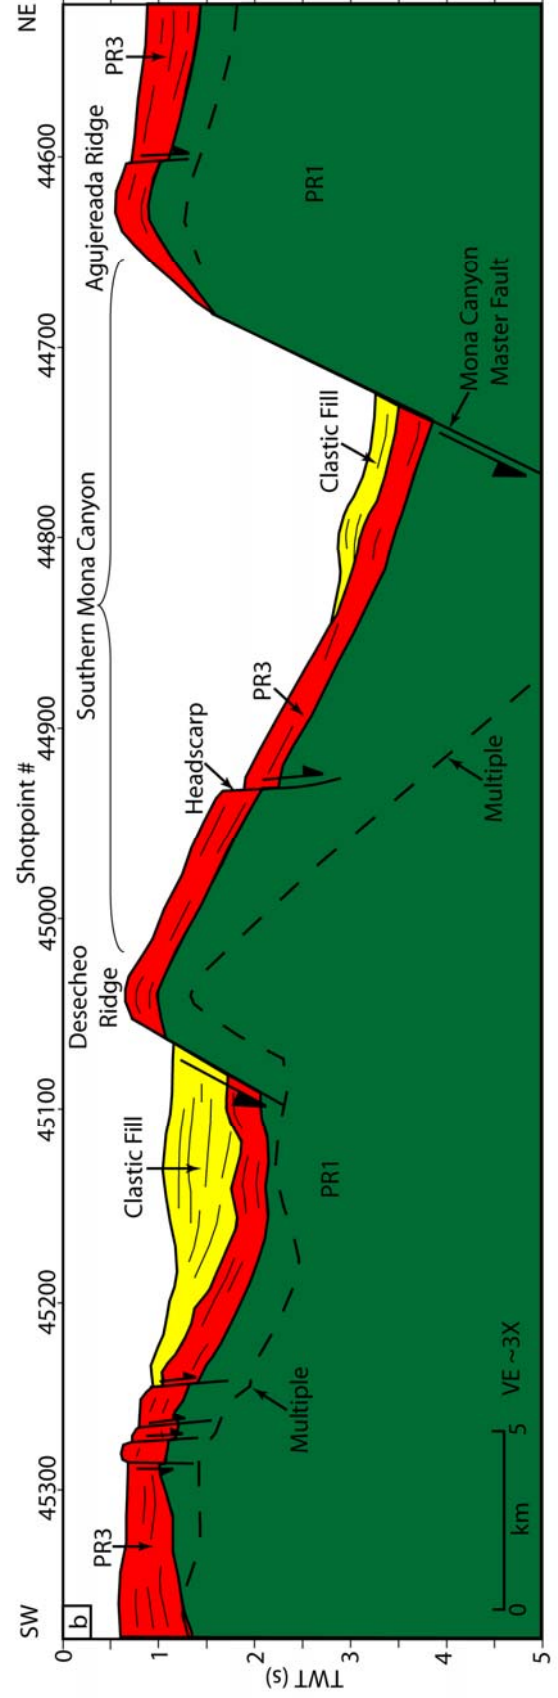 Shotpoint #
SW
45300
45200
45100
45000
44900
44800
44700
44600
NE
b
Desecheo
Ridge
Southern Mona Canyon
Agujereada Ridge
PR3
Clastic Fill
Headscarp
PR3
Clastic Fill
PR3
Multiple
PR1
Multiple
Mona Canyon
Master Fault
PR1
0
1
2
3
4
5
TWT (s)
0
5
km
VE ~3X